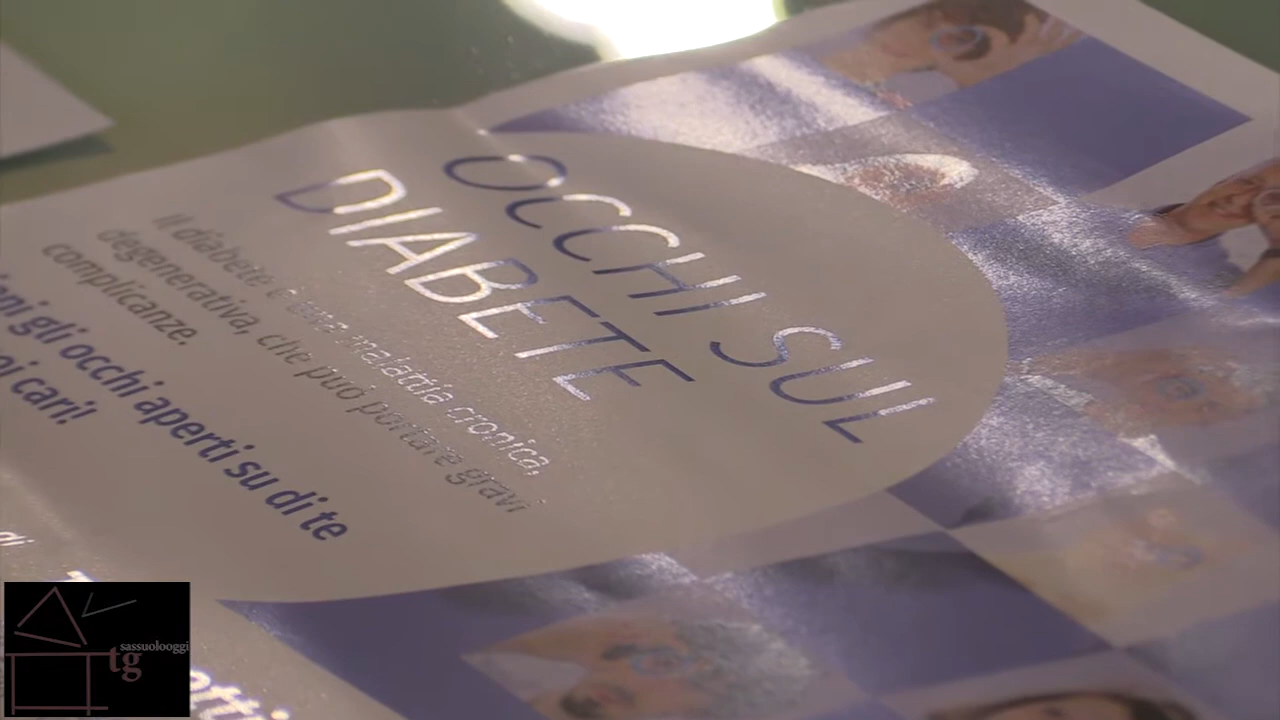 OCCHI SUL
DIABETE
Il diabete è una malattia cronica,
degenerativa, che può portare gravi
complicanze.
gli occhi aperti su di te
cari!
di
sassuolooggi
tg